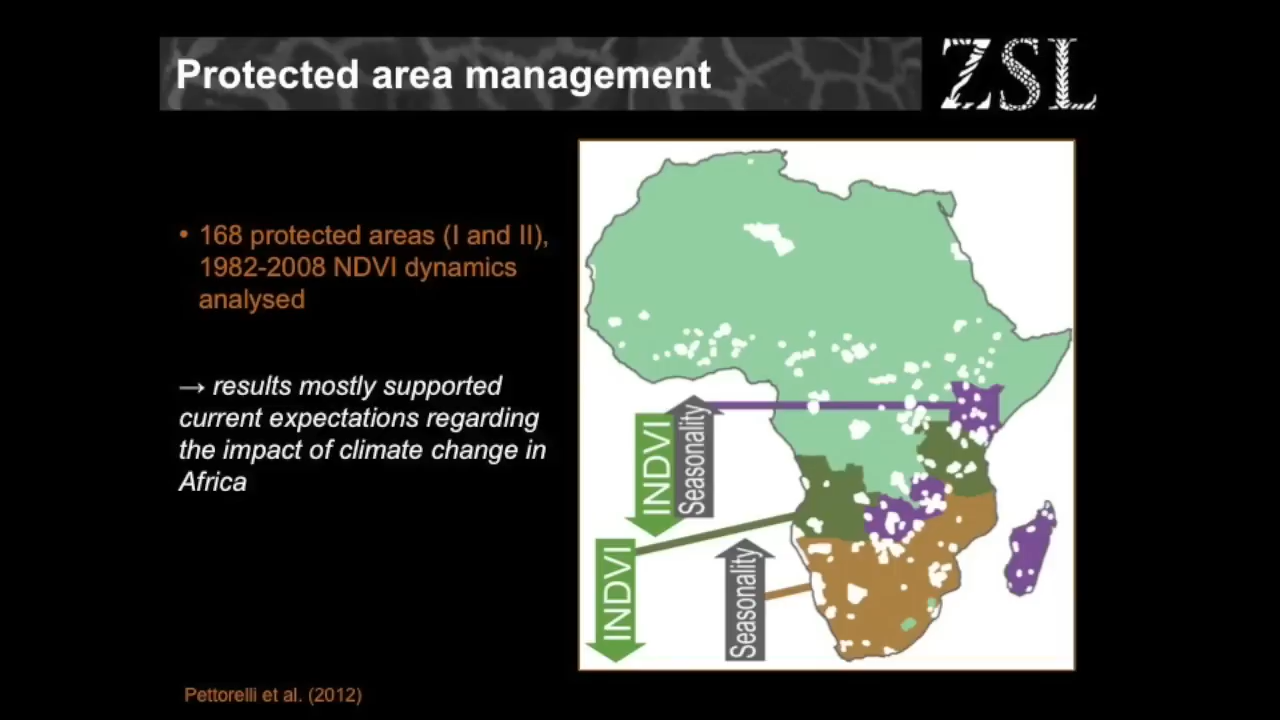 Protected area management
ZSL
• 168 protected areas (I and II),
1982-2008 NDVI dynamics
analysed
→ results mostly supported
current expectations regarding
the impact of climate change in
Africa
INDVI
Seasonality
INDVI
Seasonality
Pettorelli et al. (2012)